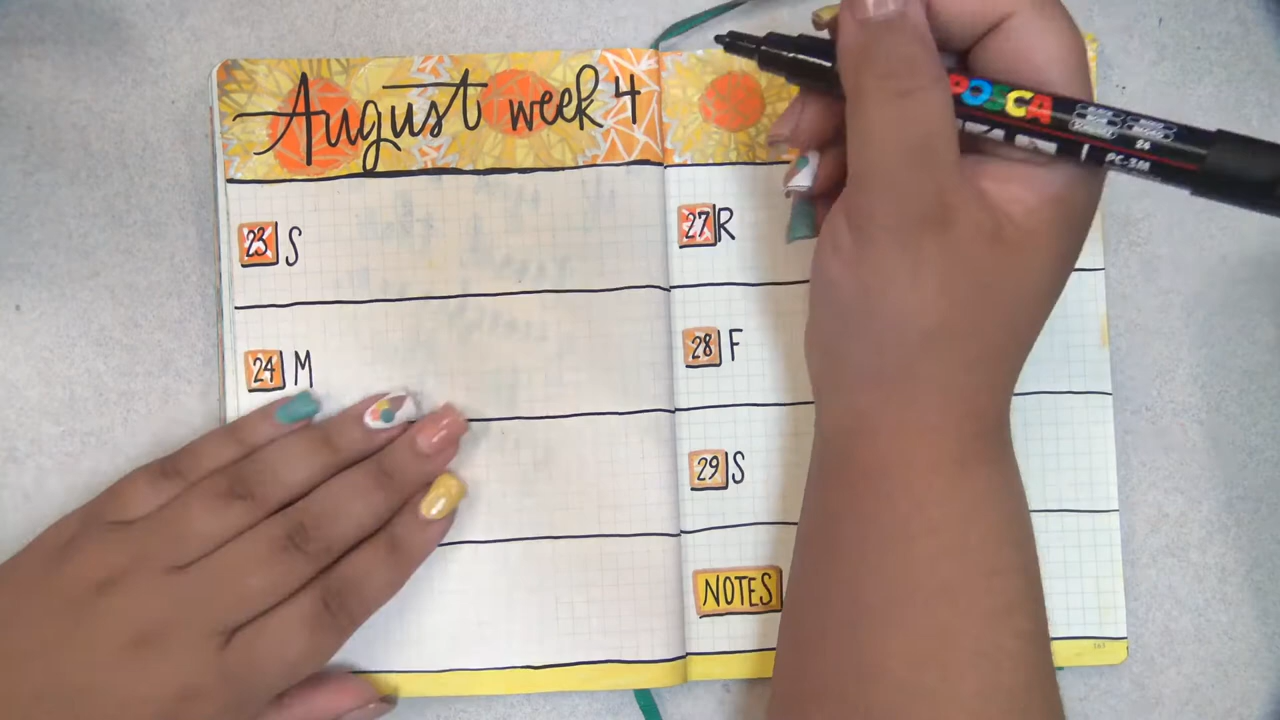 August week 4
23 S
24 M
27 R
28 F
29 S
NOTES
POSCA
PC-3M